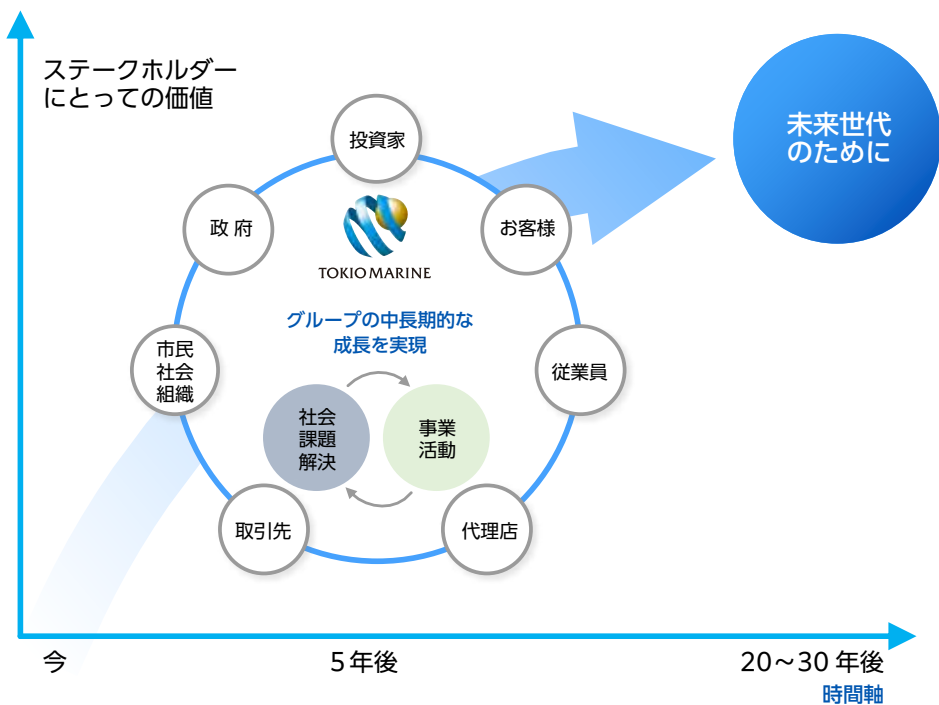 ステークホルダー
にとっての価値
未来世代
のために
投資家
政 府
お客様
TOKIO MARINE
グループの中長期的な
成長を実現
市民
社会
組織
従業員
社会
課題
解決
事業
活動
取引先
代理店
今
5年後
20~30 年後
時間軸